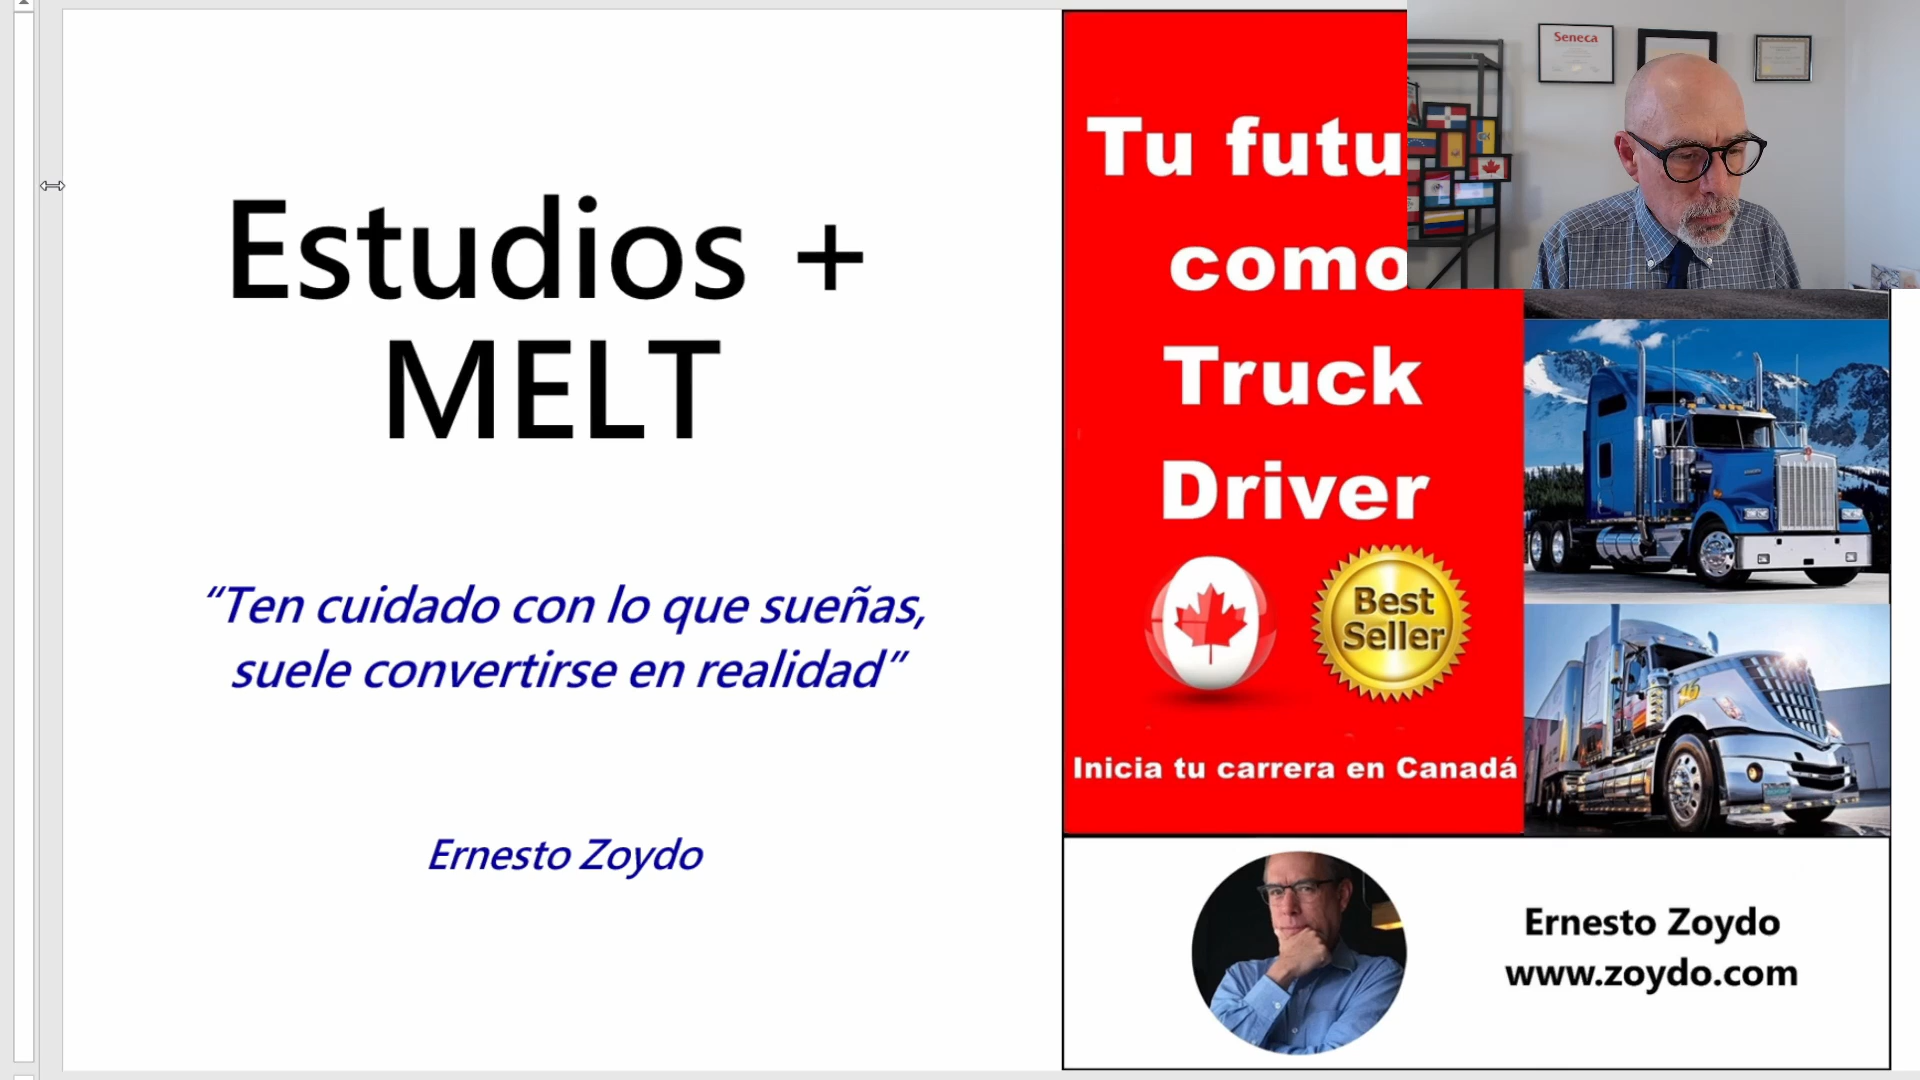 Estudios +
MELT
“Ten cuidado con lo que sueñas,
suele convertirse en realidad”
Ernesto Zoydo
Tu futu
como
Truck
Driver
Best
Seller
Inicia tu carrera en Canadá
Ernesto Zoydo
www.zoydo.com
Seneca